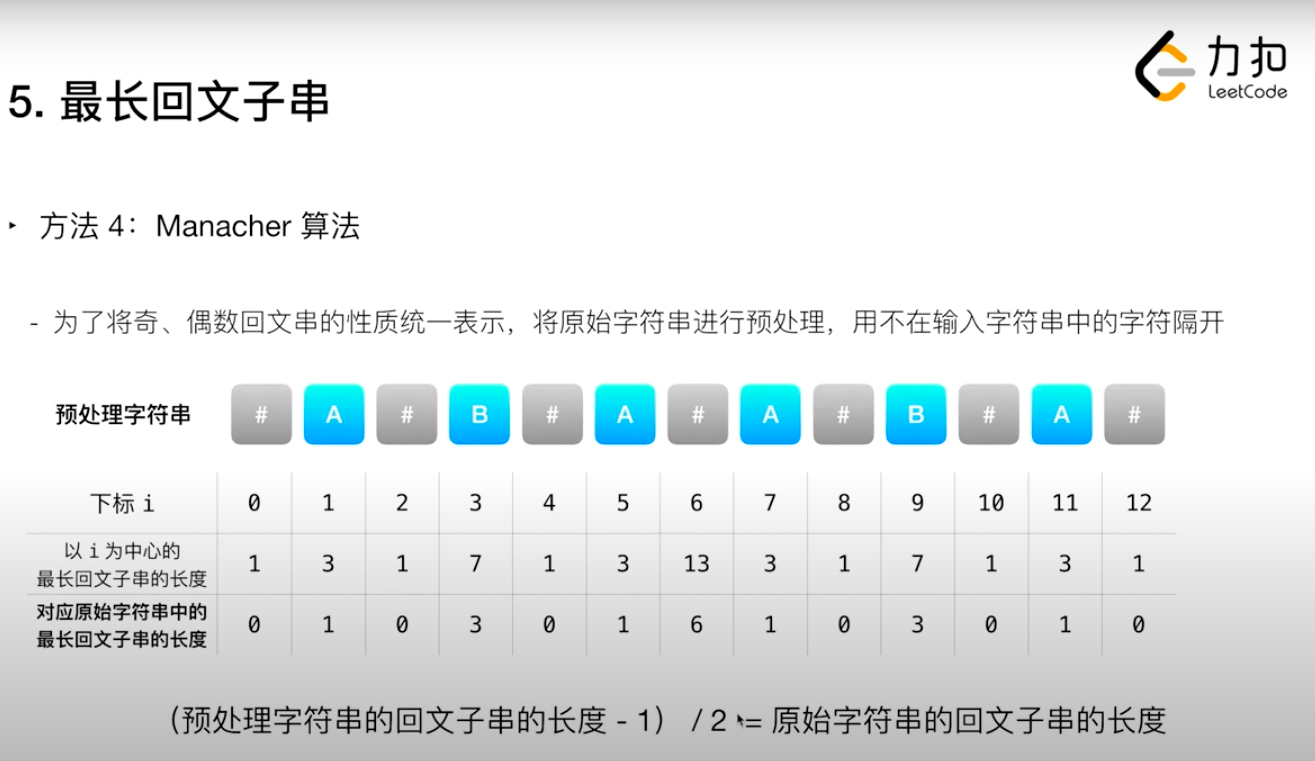 力扣
LeetCode
5. 最长回文子串
‣ 方法 4：Manacher 算法
- 为了将奇、偶数回文串的性质统一表示，将原始字符串进行预处理，用不在输入字符串中的字符隔开
预处理字符串 # A # B # A # A # B # A #
下标 i 0 1 2 3 4 5 6 7 8 9 10 11 12
以 i 为中心的
最长回文子串的长度 1 3 1 7 1 3 13 3 1 7 1 3 1
对应原始字符串中的
最长回文子串的长度 0 1 0 3 0 1 6 1 0 3 0 1 0
（预处理字符串的回文子串的长度 - 1） / 2 = 原始字符串的回文子串的长度